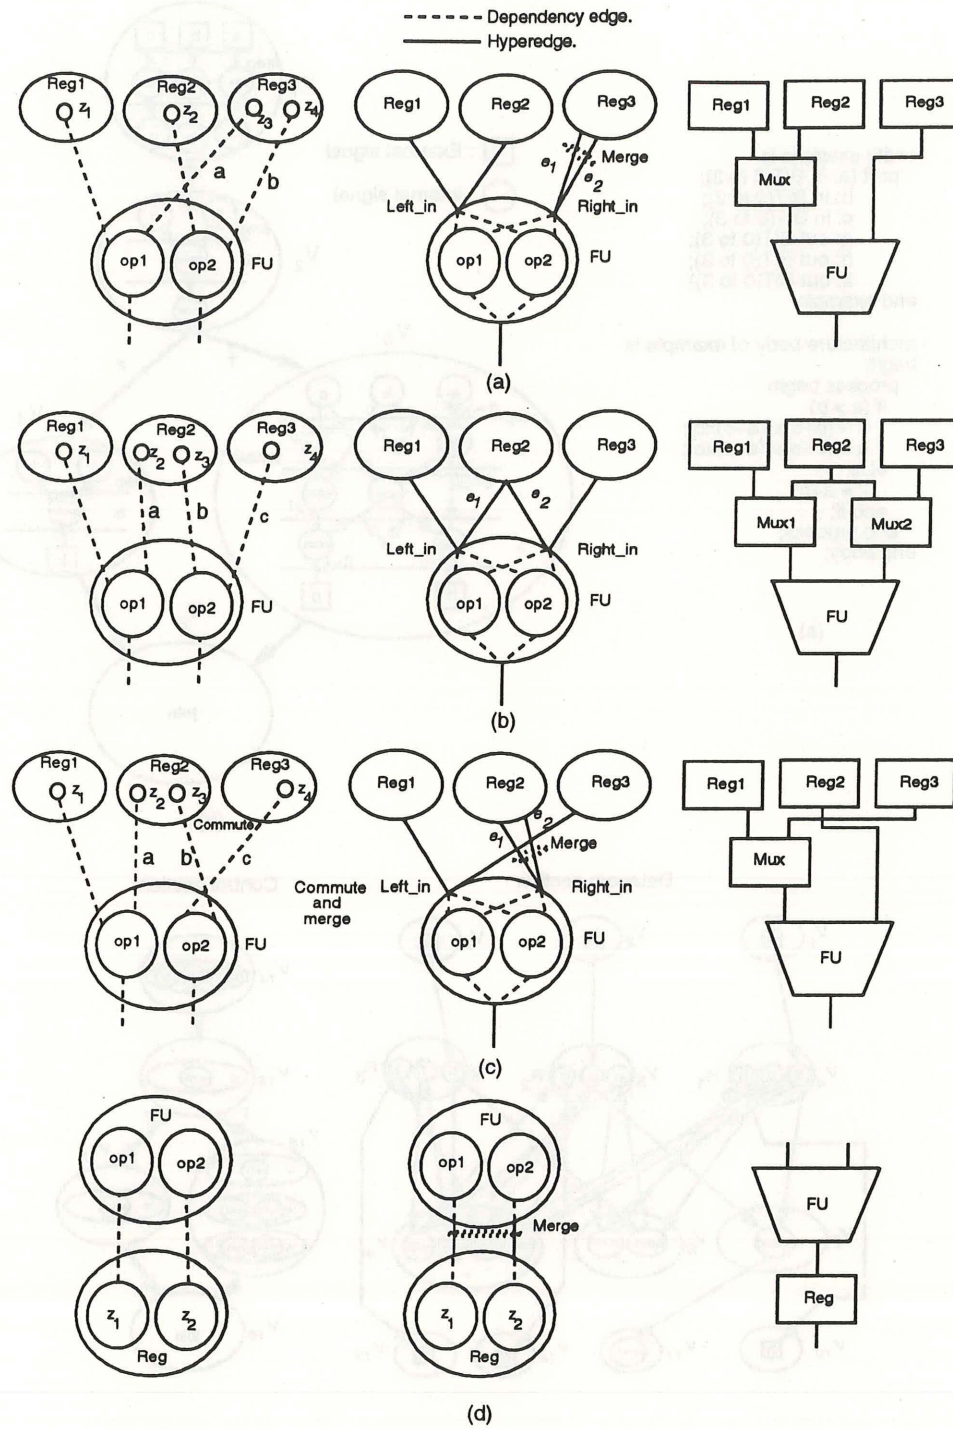 Dependency edge.
Hyperedge.
Reg1 z1 Reg2 z2 Reg3 z3 z4
a b
op1 op2 FU
Reg1 Reg2 Reg3
e1 e2 Merge
Left_in Right_in
op1 op2 FU
Reg1 Reg2 Reg3
Mux
FU
(a)
Reg1 z1 Reg2 z2 z3 Reg3 z4
a b c
op1 op2 FU
Reg1 Reg2 Reg3
e1 e2
Left_in Right_in
op1 op2 FU
Reg1 Reg2 Reg3
Mux1 Mux2
FU
(b)
Reg1 z1 Reg2 z2 z3 Reg3 z4
Commute
a b c
op1 op2 FU
Commute
and
merge
Reg1 Reg2 Reg3
e1 e2 Merge
Left_in Right_in
op1 op2 FU
Reg1 Reg2 Reg3
Mux
FU
(c)
FU
op1 op2
z1 z2
Reg
FU
op1 op2
Merge
z1 z2
Reg
FU
Reg
(d)